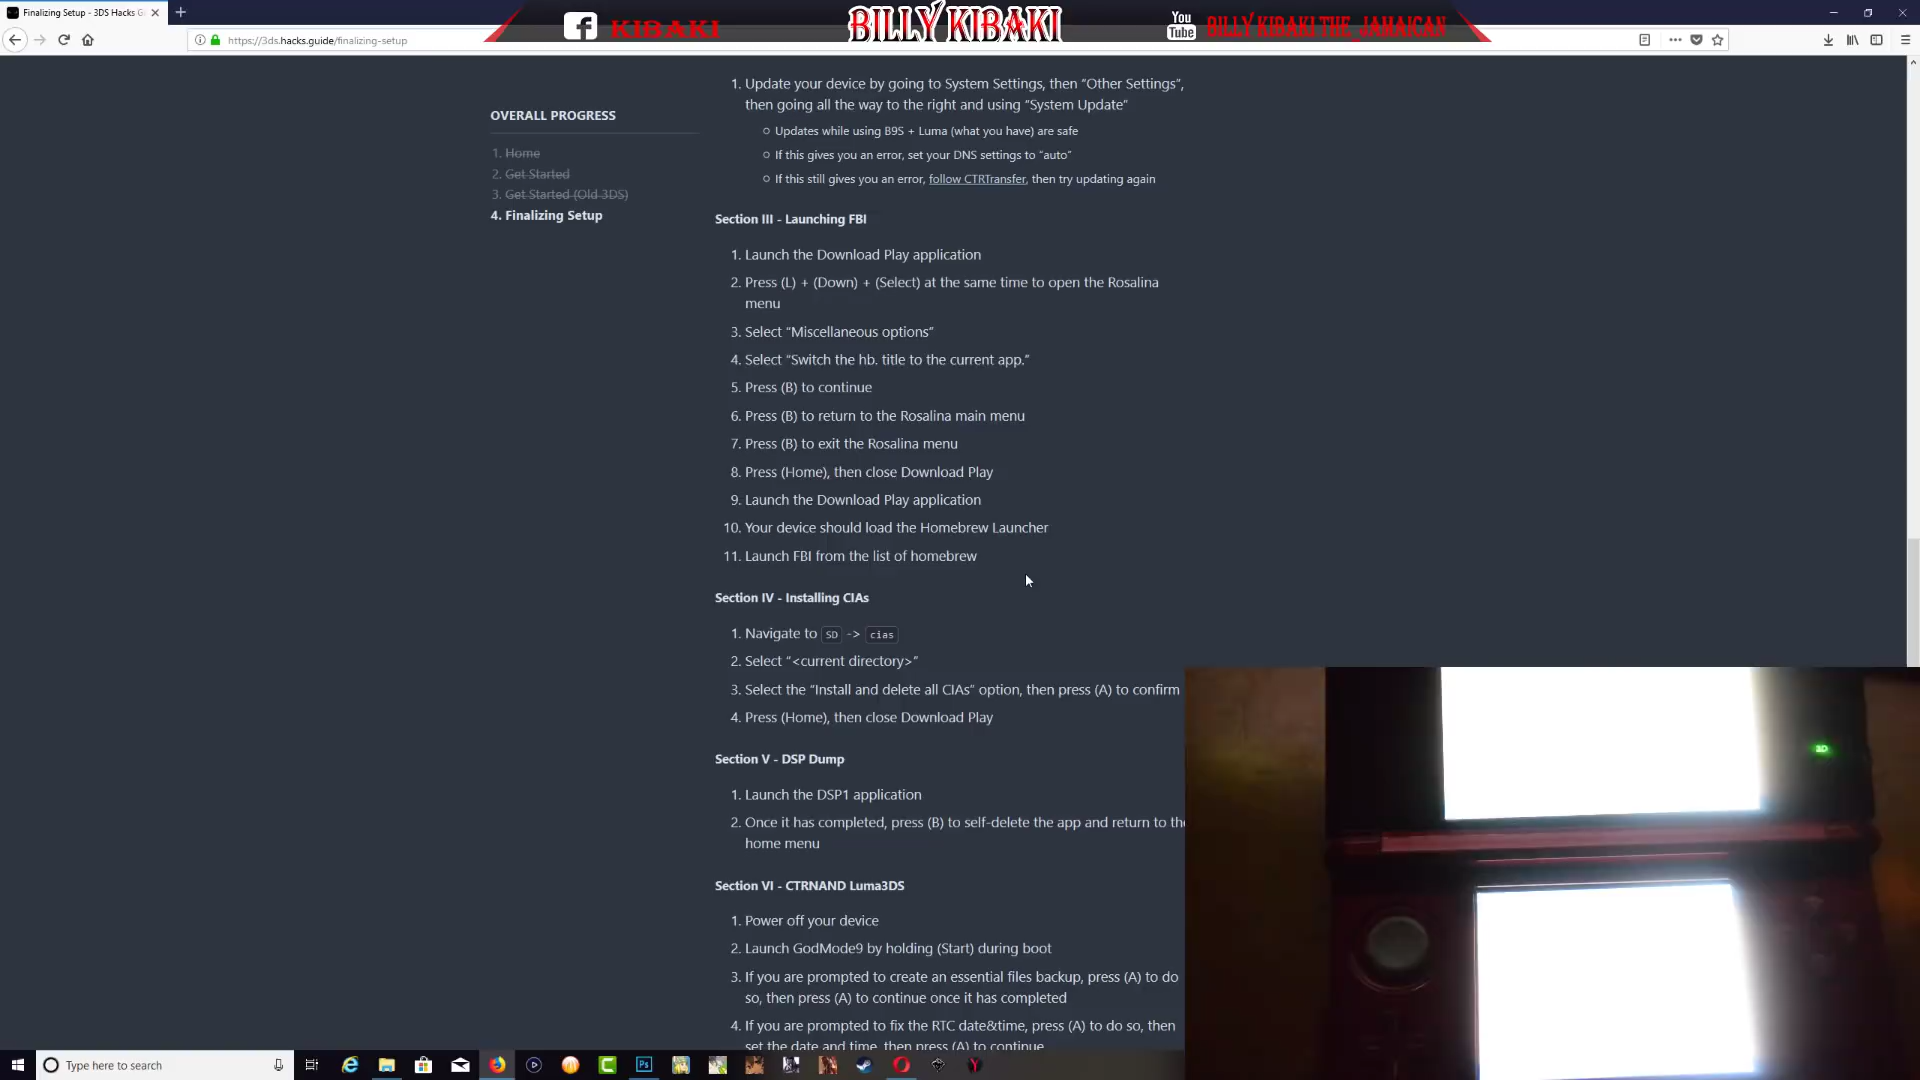 Finalizing Setup - 3DS Hacks G
KIBAKI
BILLY KIBAKI
You
Tube
BILLY KIBAKI THE_JAMAICAN
https://3ds.hacks.guide/finalizing-setup
OVERALL PROGRESS
1. Home
2. Get Started
3. Get Started (Old 3DS)
4. Finalizing Setup
1. Update your device by going to System Settings, then “Other Settings”,
then going all the way to the right and using “System Update”
Updates while using B9S + Luma (what you have) are safe
If this gives you an error, set your DNS settings to “auto”
If this still gives you an error, follow CTRTransfer, then try updating again
Section III - Launching FBI
1. Launch the Download Play application
2. Press (L) + (Down) + (Select) at the same time to open the Rosalina
menu
3. Select “Miscellaneous options”
4. Select “Switch the hb. title to the current app.”
5. Press (B) to continue
6. Press (B) to return to the Rosalina main menu
7. Press (B) to exit the Rosalina menu
8. Press (Home), then close Download Play
9. Launch the Download Play application
10. Your device should load the Homebrew Launcher
11. Launch FBI from the list of homebrew
Section IV - Installing CIAs
1. Navigate to SD -> cias
2. Select “<current directory>”
3. Select the “Install and delete all CIAs” option, then press (A) to confirm
4. Press (Home), then close Download Play
Section V - DSP Dump
1. Launch the DSP1 application
2. Once it has completed, press (B) to self-delete the app and return to the
home menu
Section VI - CTRNAND Luma3DS
1. Power off your device
2. Launch GodMode9 by holding (Start) during boot
3. If you are prompted to create an essential files backup, press (A) to do
so, then press (A) to continue once it has completed
4. If you are prompted to fix the RTC date&time, press (A) to do so, then
set the date and time, then press (A) to continue
3D
Type here to search